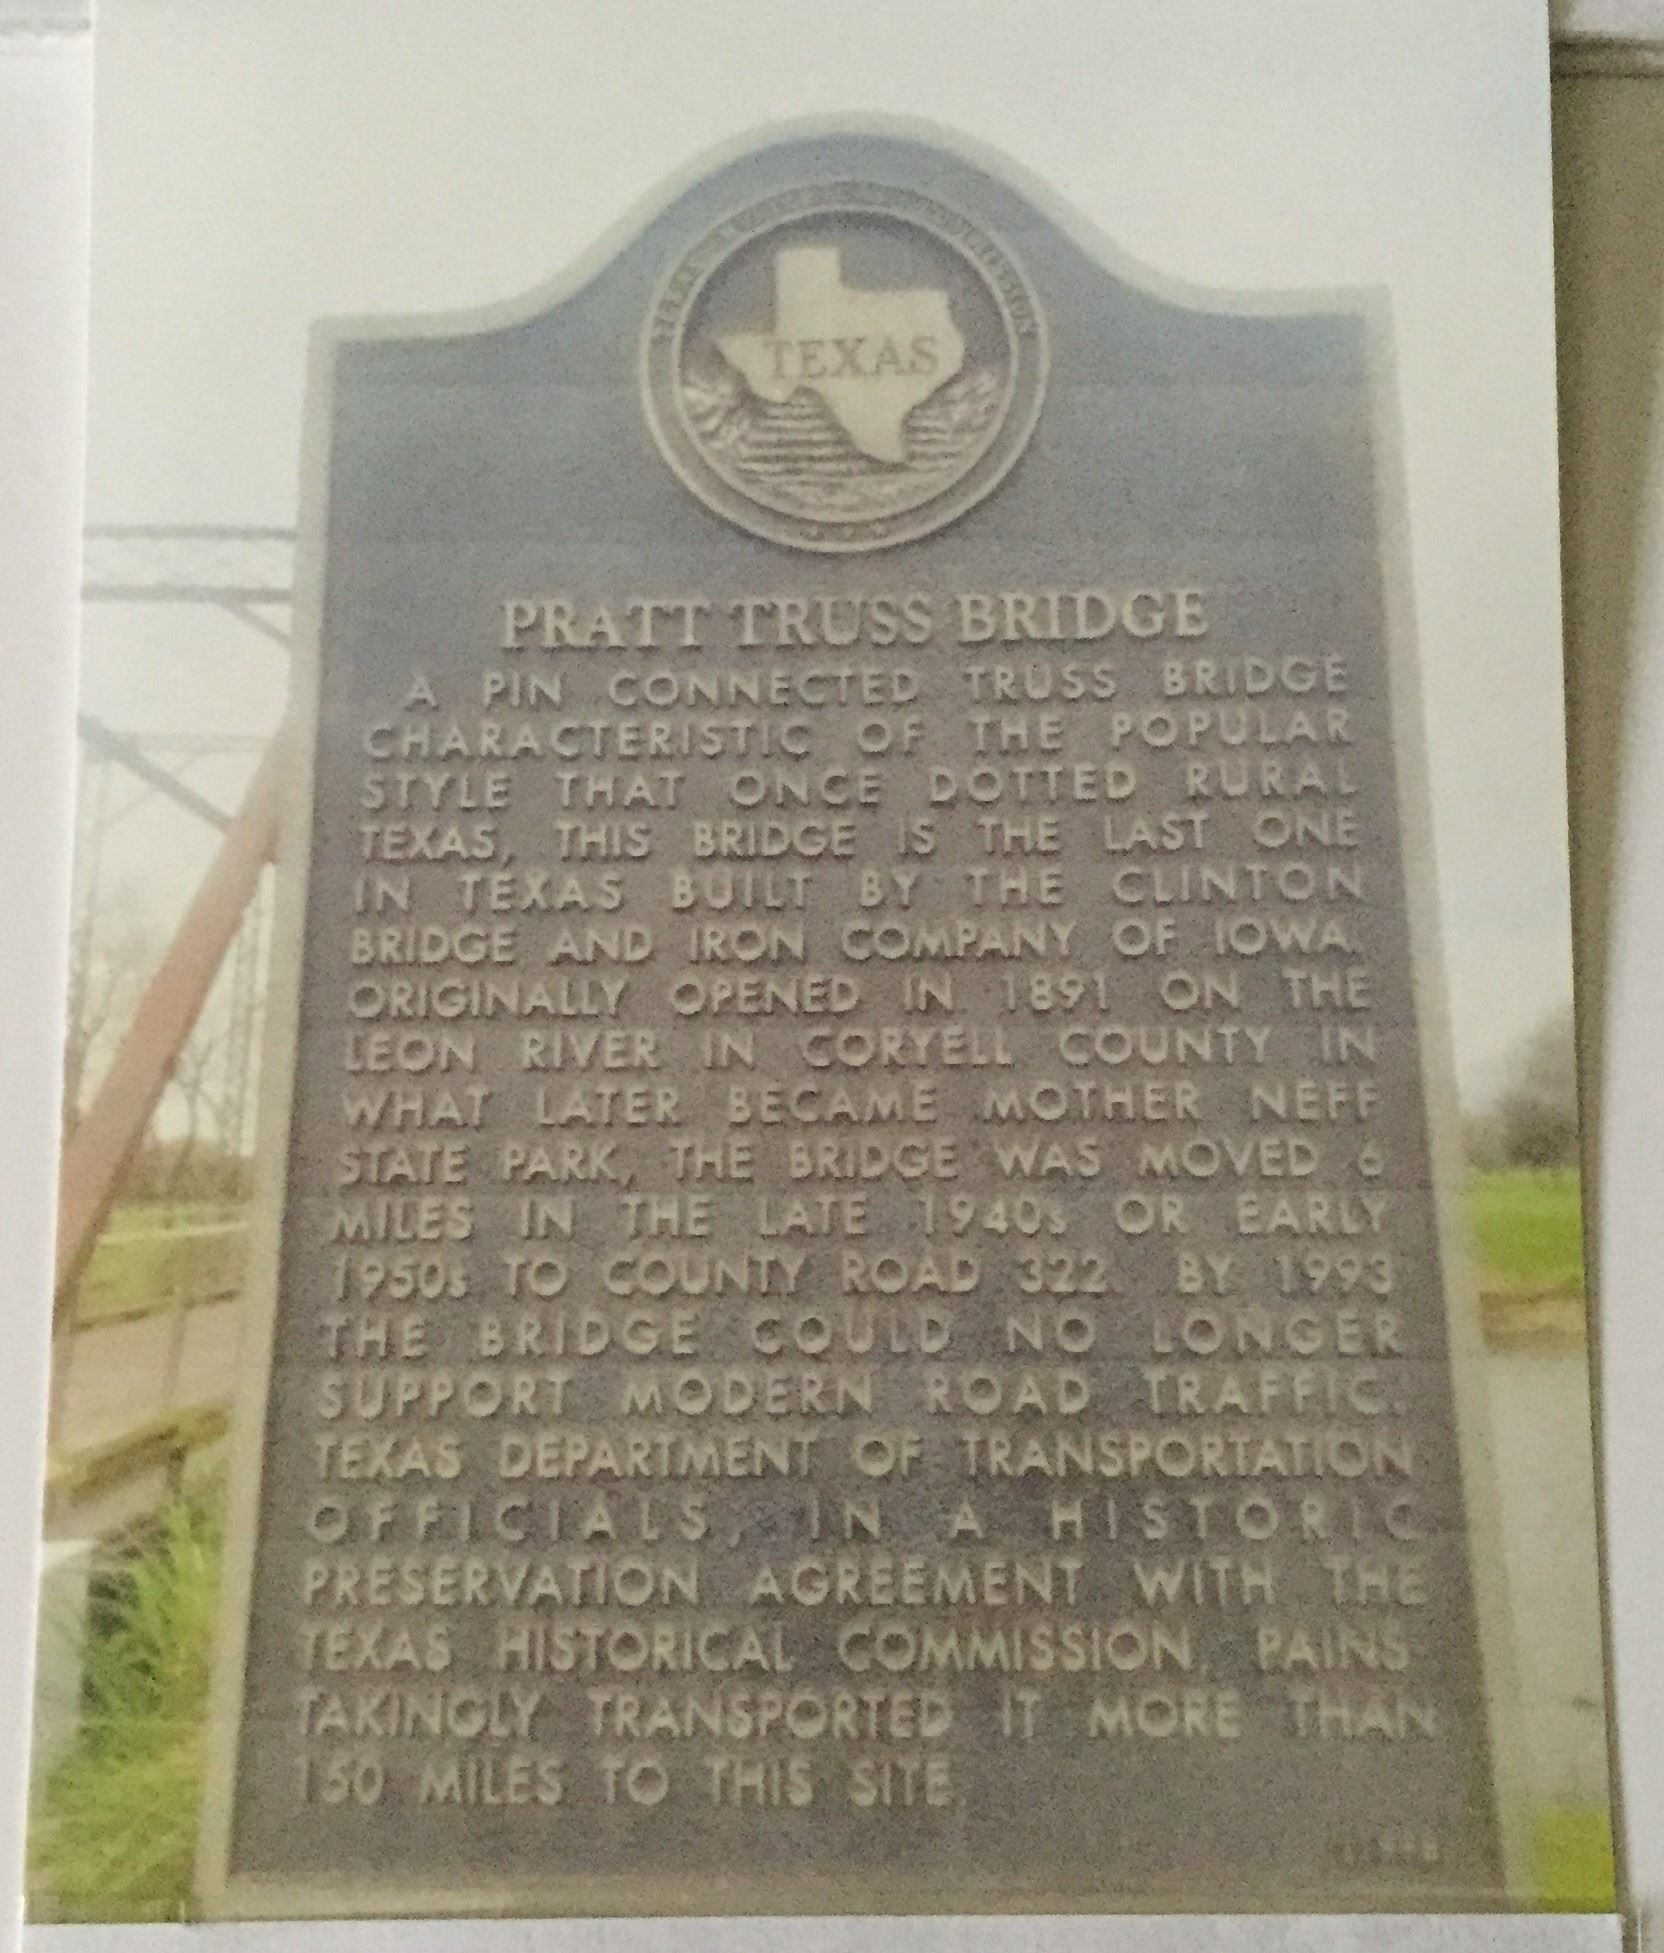 TEXAS
PRATT TRUSS BRIDGE
A PIN CONNECTED TRUSS BRIDGE
CHARACTERISTIC OF THE POPULAR
STYLE THAT ONCE DOTTED RURAL
TEXAS, THIS BRIDGE IS THE LAST ONE
IN TEXAS BUILT BY THE CLINTON
BRIDGE AND IRON COMPANY OF IOWA.
ORIGINALLY OPENED IN 1891 ON THE
LEON RIVER IN CORYELL COUNTY IN
WHAT LATER BECAME MOTHER NEFF
STATE PARK, THE BRIDGE WAS MOVED 6
MILES IN THE LATE 1940s OR EARLY
1950s TO COUNTY ROAD 322. BY 1993
THE BRIDGE COULD NO LONGER
SUPPORT MODERN ROAD TRAFFIC.
TEXAS DEPARTMENT OF TRANSPORTATION
OFFICIALS, IN A HISTORIC
PRESERVATION AGREEMENT WITH THE
TEXAS HISTORICAL COMMISSION, PAINS
TAKINGLY TRANSPORTED IT MORE THAN
150 MILES TO THIS SITE.